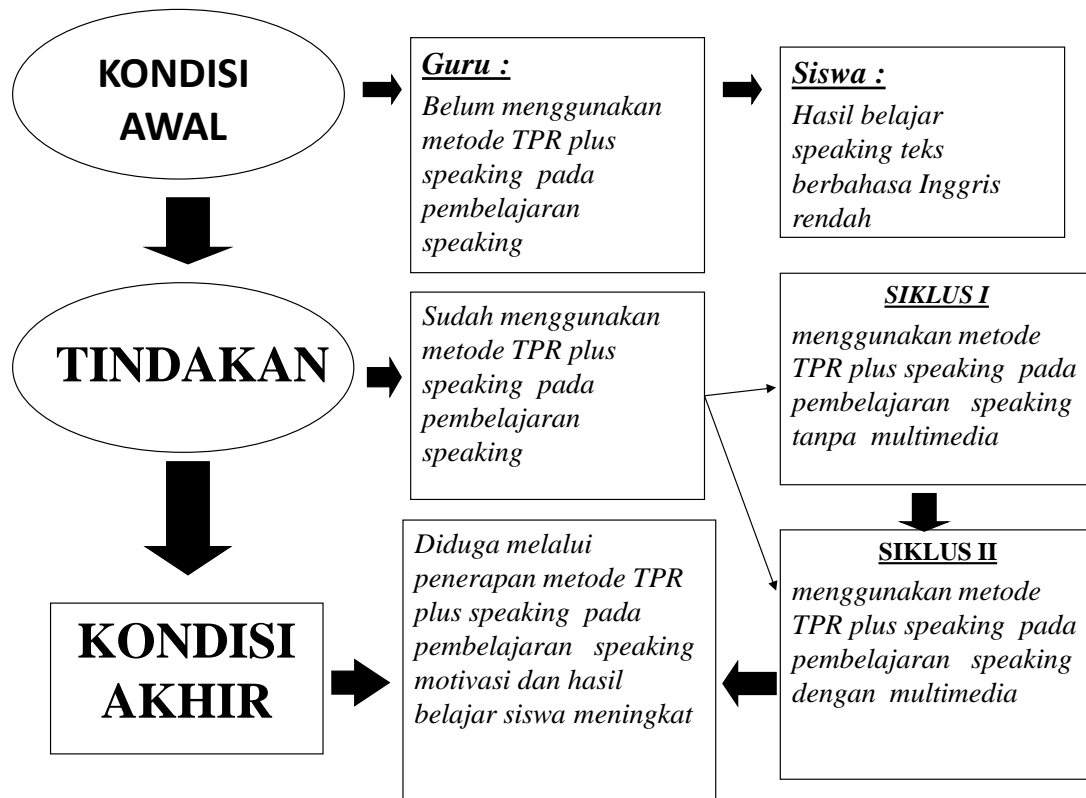 KONDISI
AWAL
Guru :
Belum menggunakan
metode TPR plus
speaking pada
pembelajaran
speaking
Siswa :
Hasil belajar
speaking teks
berbahasa Inggris
rendah
TINDAKAN
Sudah menggunakan
metode TPR plus
speaking pada
pembelajaran
speaking
SIKLUS I
menggunakan metode
TPR plus speaking pada
pembelajaran speaking
tanpa multimedia
SIKLUS II
menggunakan metode
TPR plus speaking pada
pembelajaran speaking
dengan multimedia
KONDISI
AKHIR
Diduga melalui
penerapan metode TPR
plus speaking pada
pembelajaran speaking
motivasi dan hasil
belajar siswa meningkat